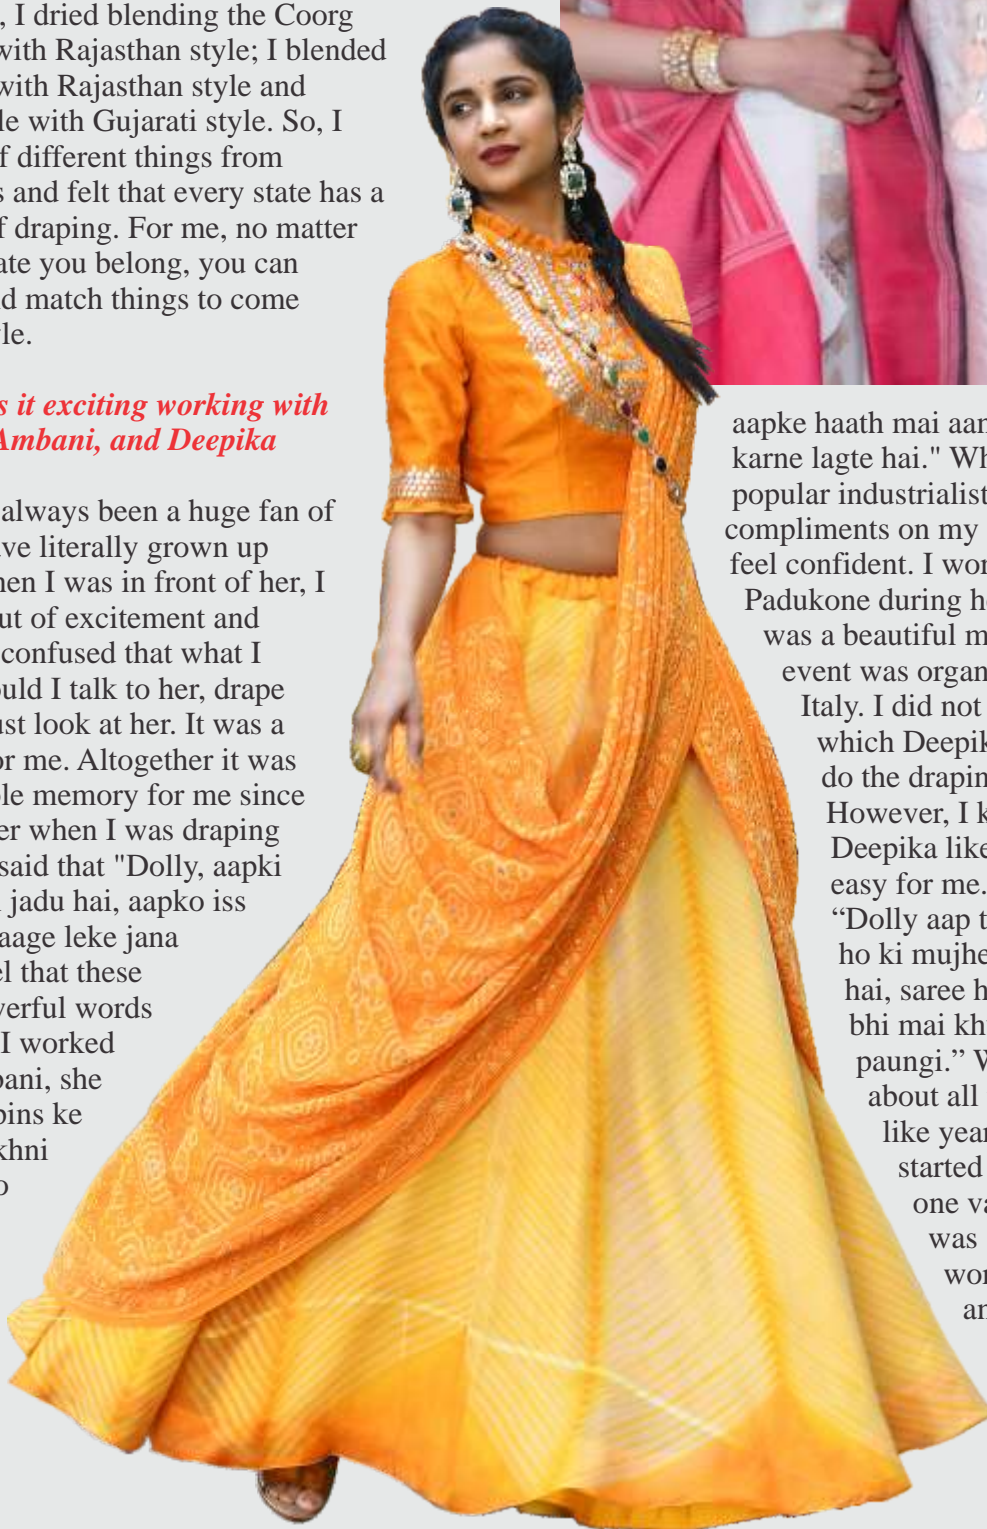 , I dried blending the Coorg
with Rajasthan style; I blended
with Rajasthan style and
le with Gujarati style. So, I
f different things from
s and felt that every state has a
f draping. For me, no matter
ate you belong, you can
d match things to come
le.
s it exciting working with
Ambani, and Deepika
always been a huge fan of
ve literally grown up
hen I was in front of her, I
ut of excitement and
confused that what I
uld I talk to her, drape
ust look at her. It was a
or me. Altogether it was
ble memory for me since
er when I was draping
said that "Dolly, aapki
jadu hai, aapko iss
aage leke jana
el that these
verful words
I worked
bani, she
pins ke
khni
o
aapke haath mai aan
karne lagte hai." Wh
popular industrialist
compliments on my
feel confident. I wor
Padukone during he
was a beautiful m
event was organ
Italy. I did not
which Deepik
do the drapin
However, I k
Deepika like
easy for me.
“Dolly aap t
ho ki mujhe
hai, saree h
bhi mai kh
paungi.” W
about all
like year
started
one va
was
wor
an